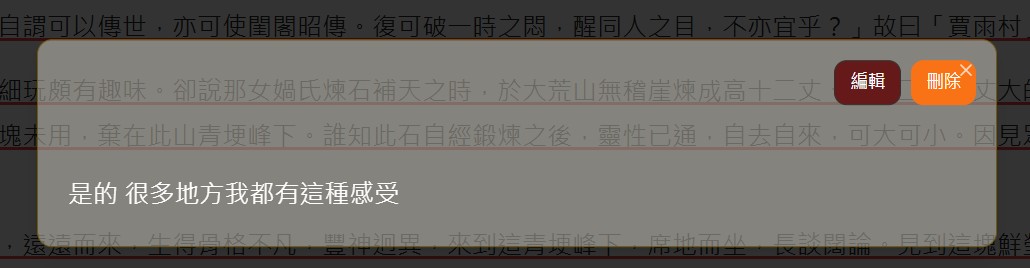 自謂可以傳世，亦可使閨閣昭傳。復可破一時之悶，醒同人之目，不亦宜乎？」故曰「賈雨村
編輯
刪除
細玩頗有趣味。卻說那女媧氏煉石補天之時，於大荒山無稽崖煉成高十二丈
塊未用，棄在此山青埂峰下。誰知此石自經鍛煉之後，靈性已通，自去自來，可大可小。因見
是的 很多地方我都有這種感受
，遠遠而來，生得骨格不凡，豐神迥異，來到這青埂峰下，席地而坐，長談闊論。見到這塊鮮